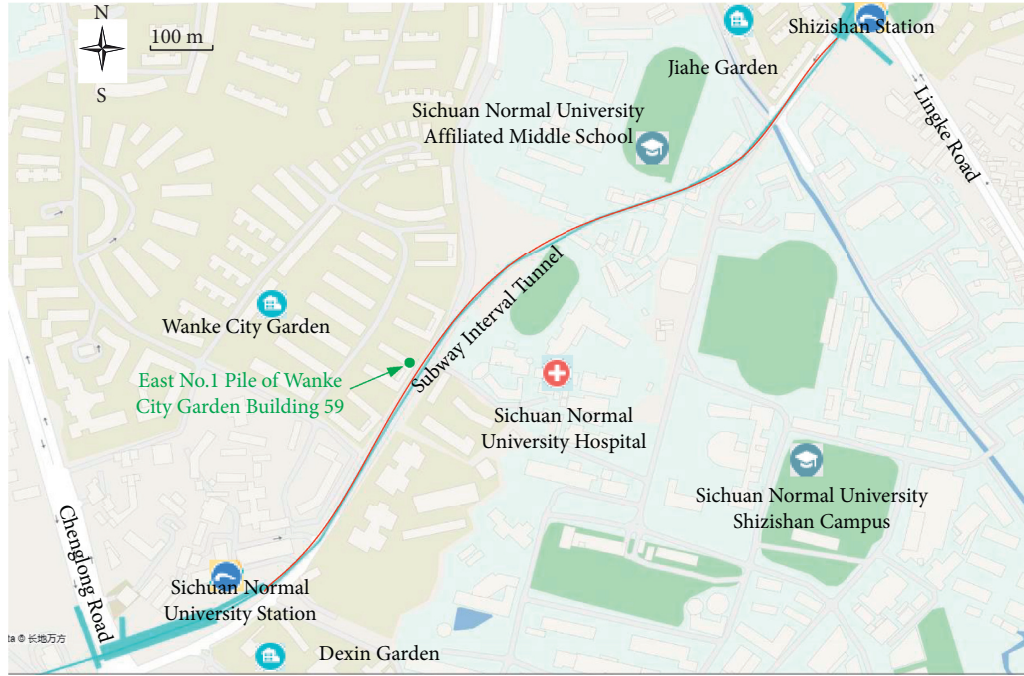 N
100 m
S
Shizishan Station
Jiahe Garden
Lingke Road
Sichuan Normal University
Affiliated Middle School
Subway Interval Tunnel
Wanke City Garden
East No.1 Pile of Wanke
City Garden Building 59
Sichuan Normal
University Hospital
Sichuan Normal University
Shizishan Campus
Chenglong Road
Sichuan Normal
University Station
Dexin Garden
ta © 长地万方